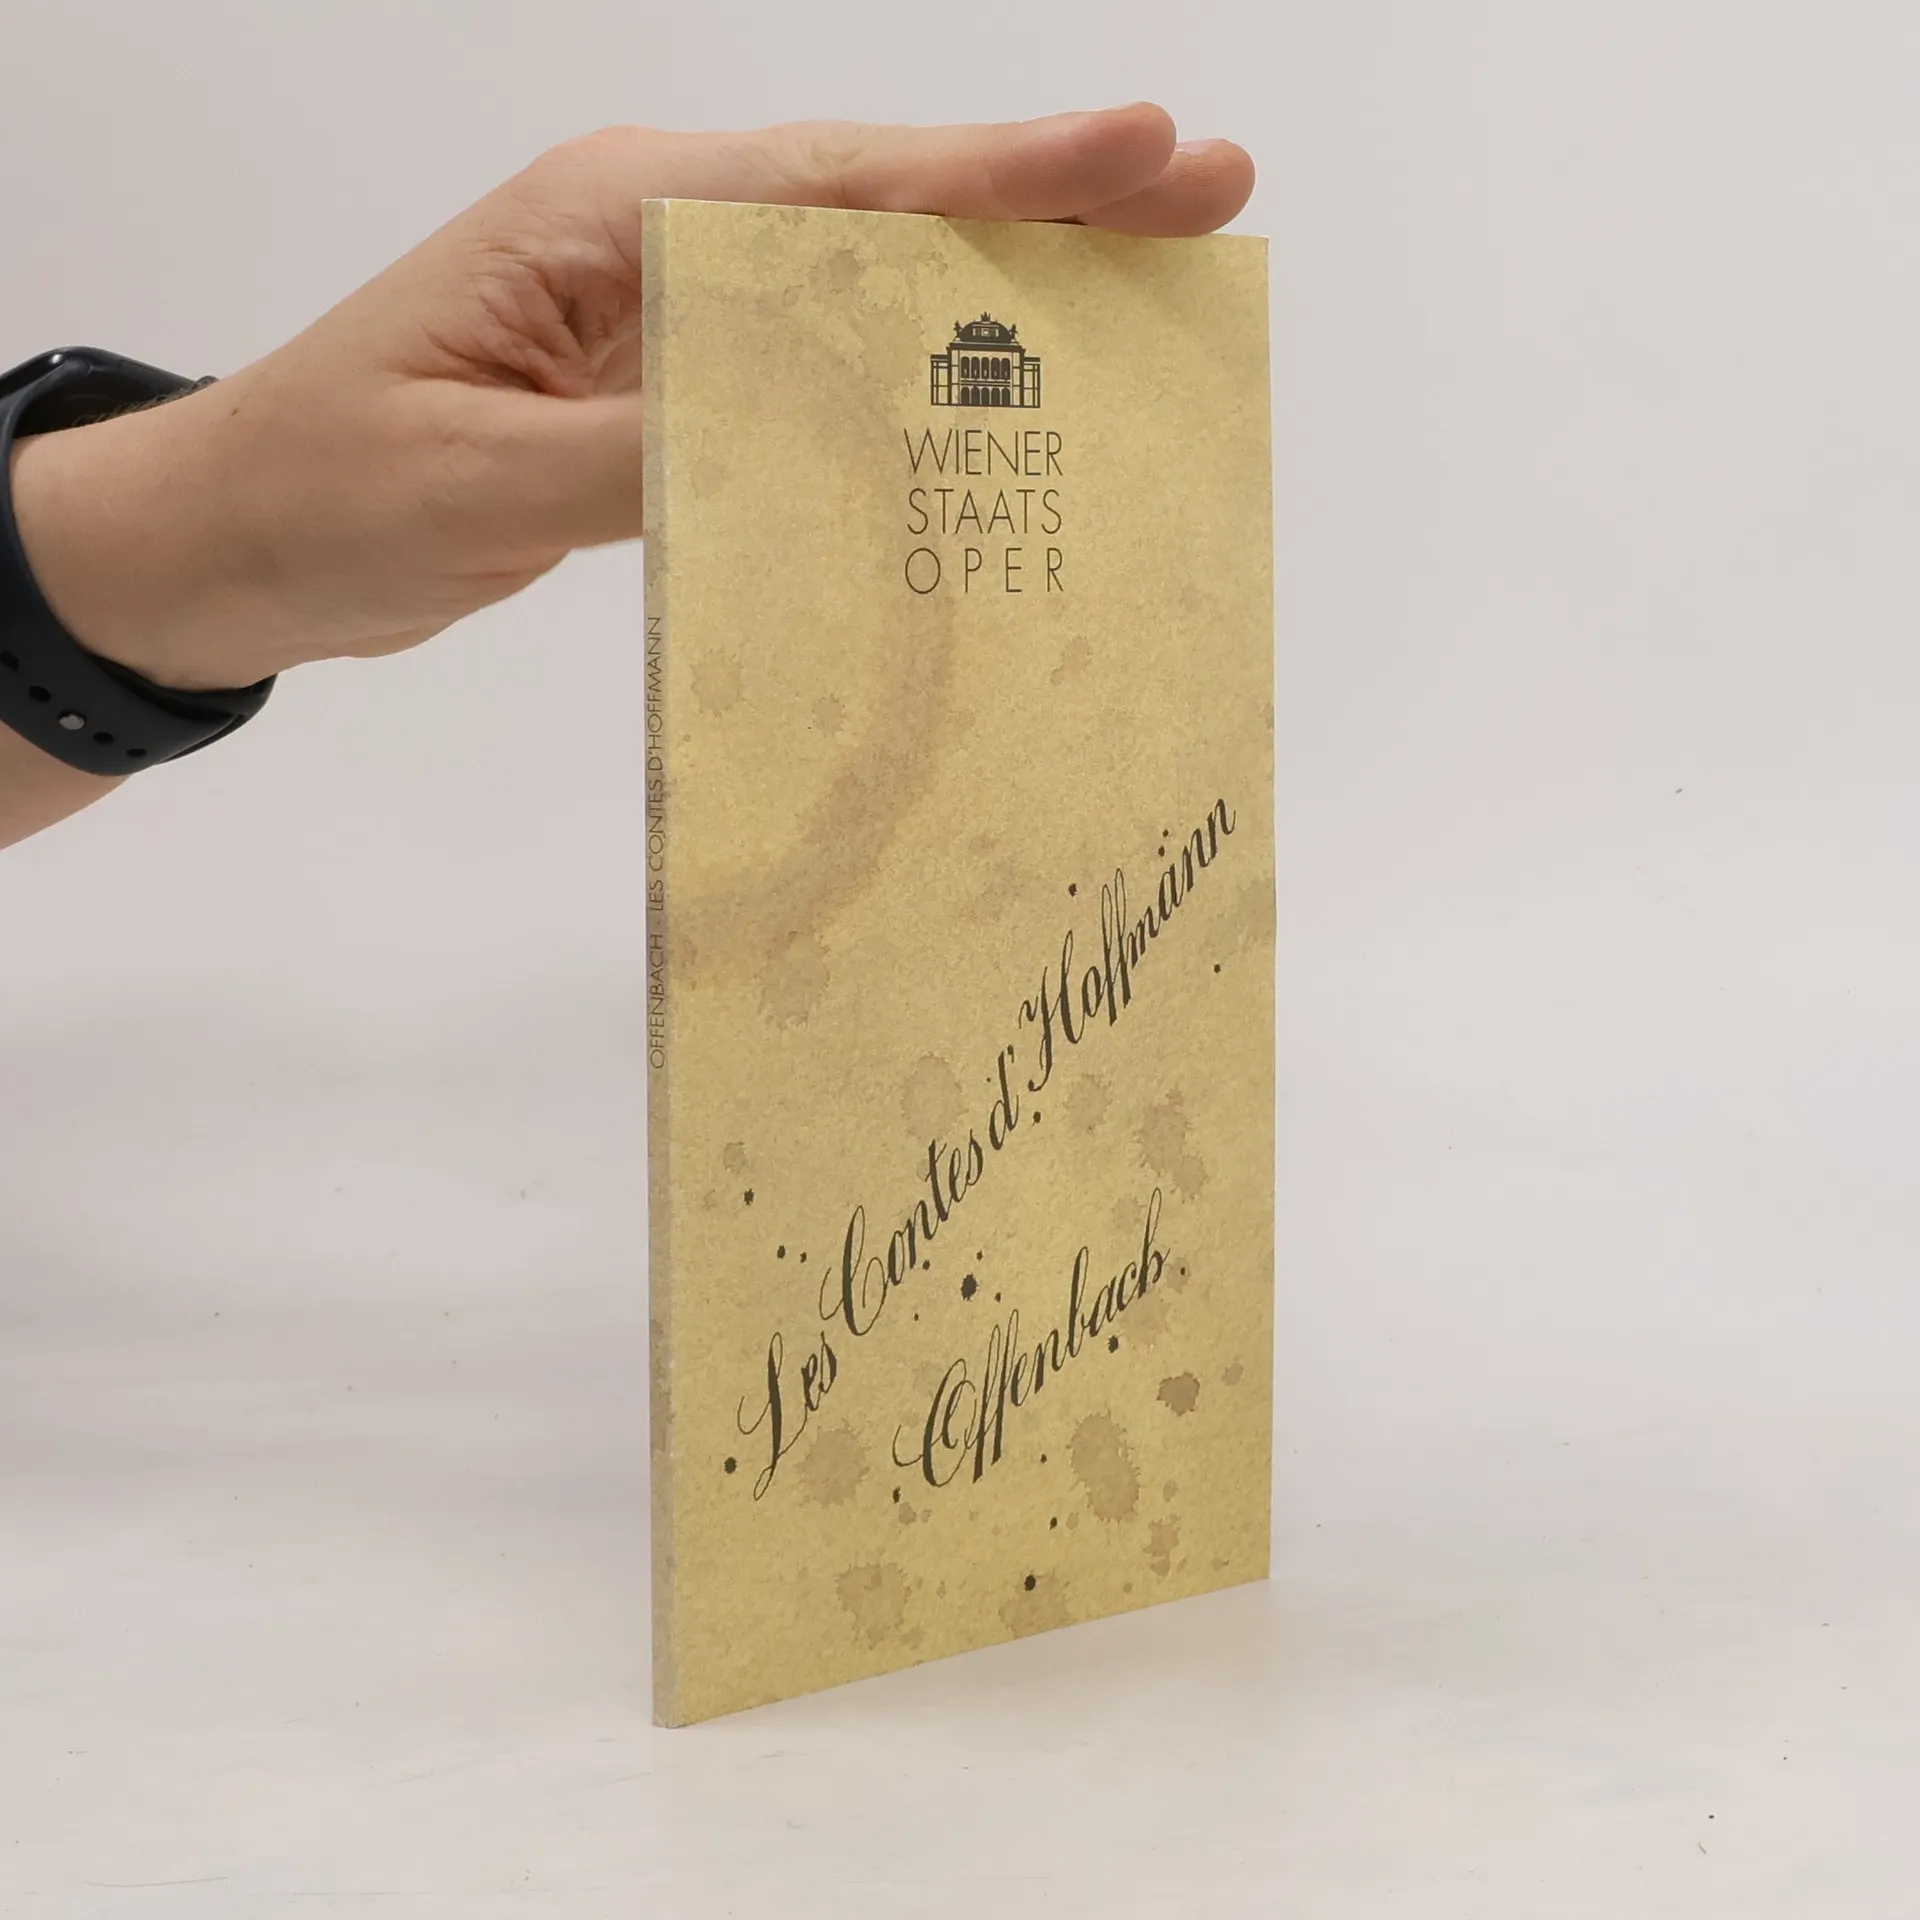 WIENER
STAATS
OPER
Les Contes d'Hoffmann
Offenbach
OFFENBACH · LES CONTES D'HOFFMANN